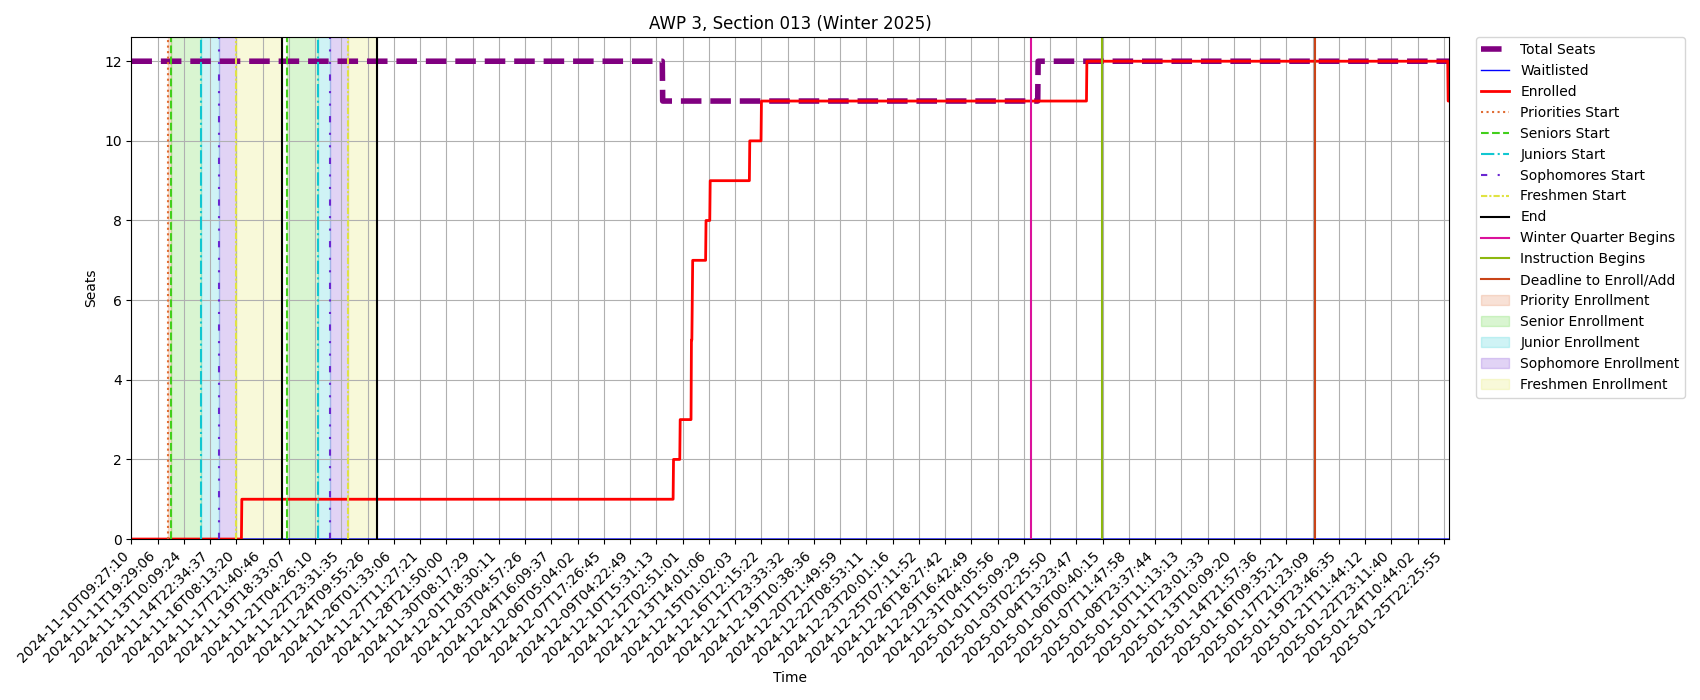 AWP 3, Section 013 (Winter 2025)
Seats
12
10
8
6
4
2
0
2024-11-10T09:27:10
2024-11-11T19:29:06
2024-11-13T10:09:24
2024-11-14T22:34:37
2024-11-16T08:13:20
2024-11-17T21:40:46
2024-11-19T18:33:07
2024-11-21T04:26:10
2024-11-22T22:31:35
2024-11-24T09:55:26
2024-11-26T01:33:06
2024-11-27T11:27:21
2024-11-28T21:50:00
2024-11-30T08:17:29
2024-12-01T18:30:11
2024-12-03T04:57:26
2024-12-04T16:09:37
2024-12-06T05:04:02
2024-12-07T17:26:45
2024-12-09T04:22:49
2024-12-10T15:31:13
2024-12-12T02:51:01
2024-12-13T14:01:06
2024-12-15T01:02:03
2024-12-16T12:15:22
2024-12-17T23:33:32
2024-12-19T10:38:36
2024-12-20T21:49:59
2024-12-22T08:53:11
2024-12-23T20:01:16
2024-12-25T07:11:52
2024-12-26T18:27:42
2024-12-29T16:42:49
2024-12-31T04:05:56
2025-01-01T15:09:29
2025-01-03T02:25:50
2025-01-04T13:23:47
2025-01-06T00:40:15
2025-01-07T11:47:58
2025-01-08T23:37:44
2025-01-10T11:13:13
2025-01-11T23:01:33
2025-01-13T10:09:20
2025-01-14T21:57:36
2025-01-16T09:35:21
2025-01-17T21:23:09
2025-01-19T23:46:35
2025-01-21T11:44:12
2025-01-22T23:11:40
2025-01-24T10:44:02
2025-01-25T22:25:55
Time
Total Seats
Waitlisted
Enrolled
Priorities Start
Seniors Start
Juniors Start
Sophomores Start
Freshmen Start
End
Winter Quarter Begins
Instruction Begins
Deadline to Enroll/Add
Priority Enrollment
Senior Enrollment
Junior Enrollment
Sophomore Enrollment
Freshmen Enrollment